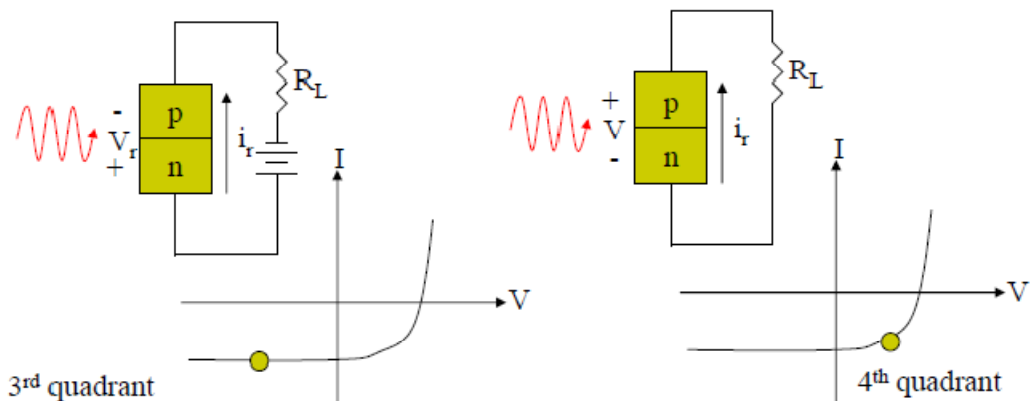 R_L
-
p
V_r
i_r
+
n
I
V
3rd quadrant
R_L
+
p
V
i_r
-
n
I
V
4th quadrant